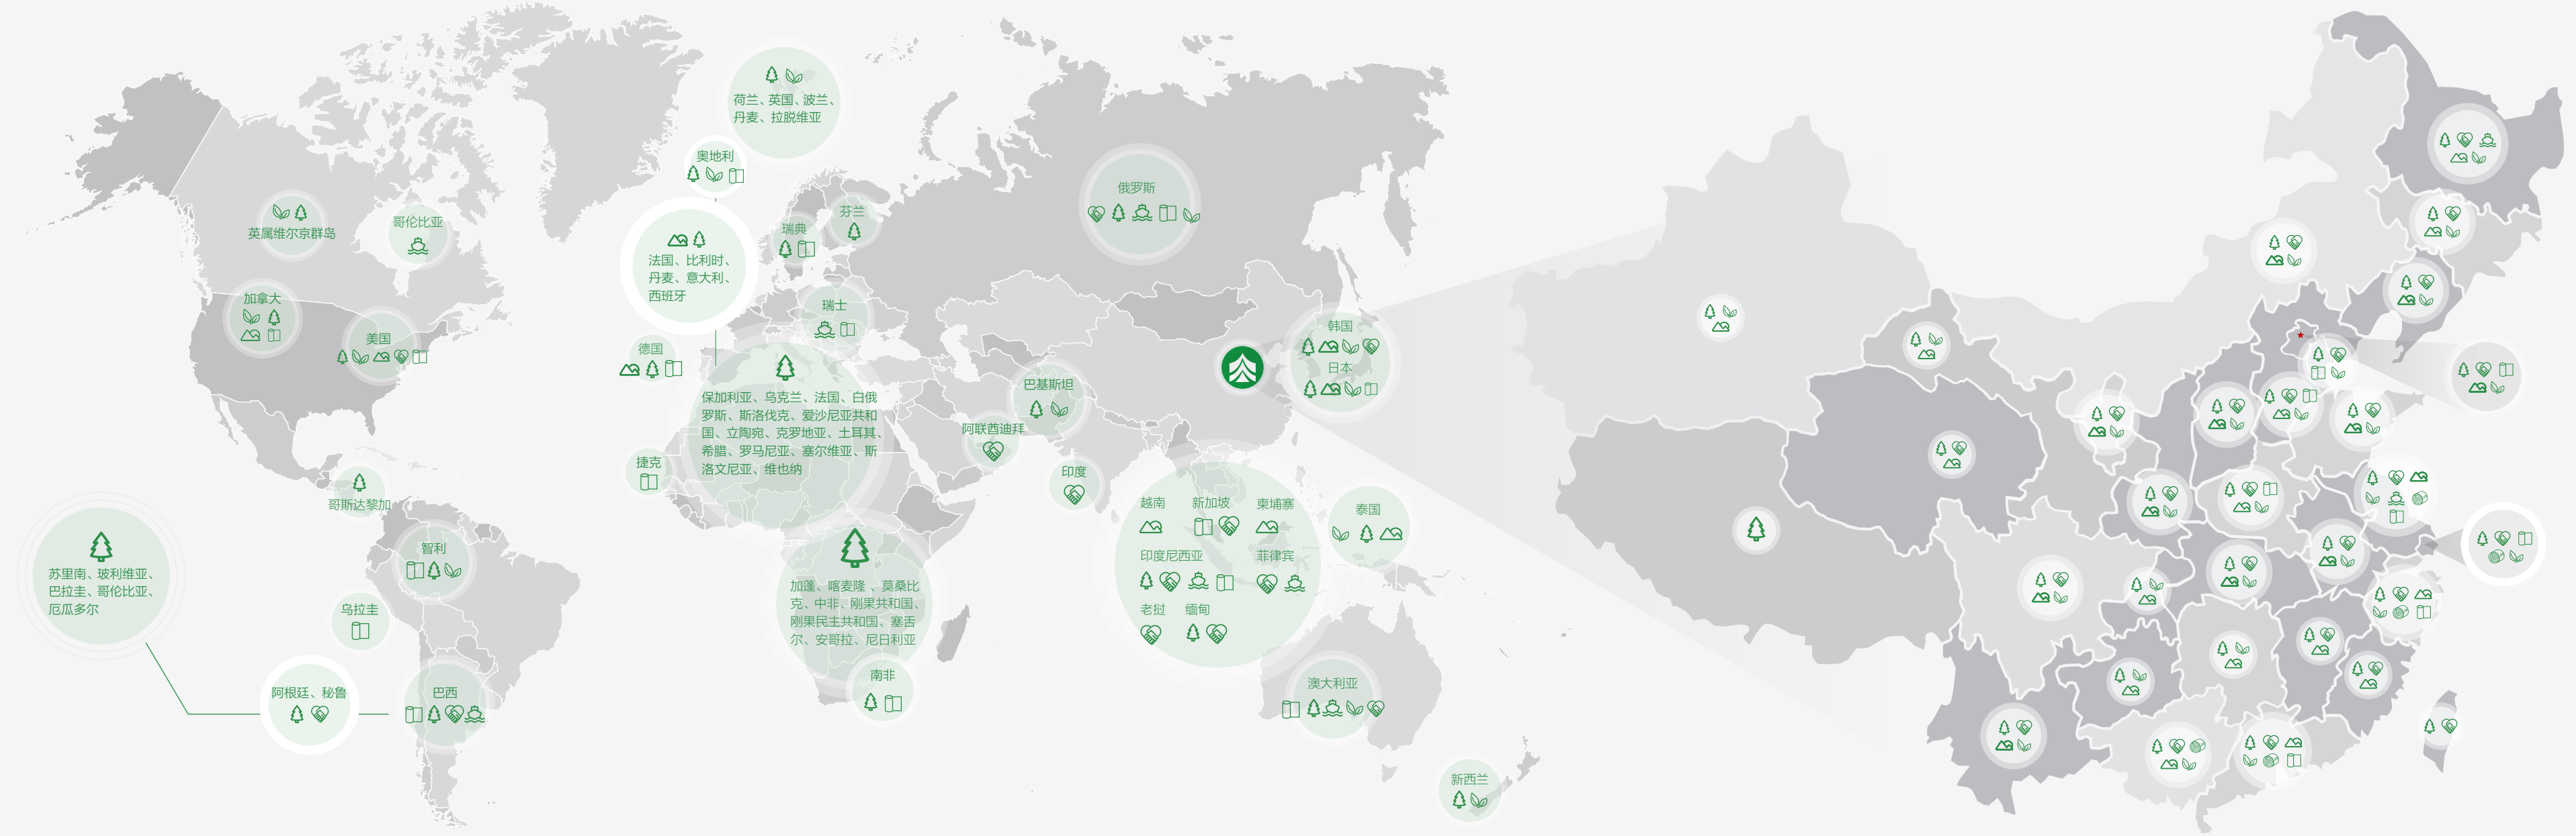 荷兰、英国、波兰、
丹麦、拉脱维亚
奥地利
法国、比利时、
丹麦、意大利、
西班牙
德国
捷克
瑞典
芬兰
瑞士
俄罗斯
英属维尔京群岛
哥伦比亚
加拿大
美国
哥斯达黎加
苏里南、玻利维亚、
巴拉圭、哥伦比亚、
厄瓜多尔
智利
乌拉圭
阿根廷、秘鲁
巴西
保加利亚、乌克兰、法国、白俄
罗斯、斯洛伐克、爱沙尼亚共和
国、立陶宛、克罗地亚、土耳其、
希腊、罗马尼亚、塞尔维亚、斯
洛文尼亚、维也纳
加蓬、喀麦隆 、莫桑比
克、中非、刚果共和国、
刚果民主共和国、塞舌
尔、安哥拉、尼日利亚
南非
巴基斯坦
阿联酋迪拜
印度
韩国
日本
越南
新加坡
柬埔寨
印度尼西亚
菲律宾
老挝
缅甸
泰国
澳大利亚
新西兰